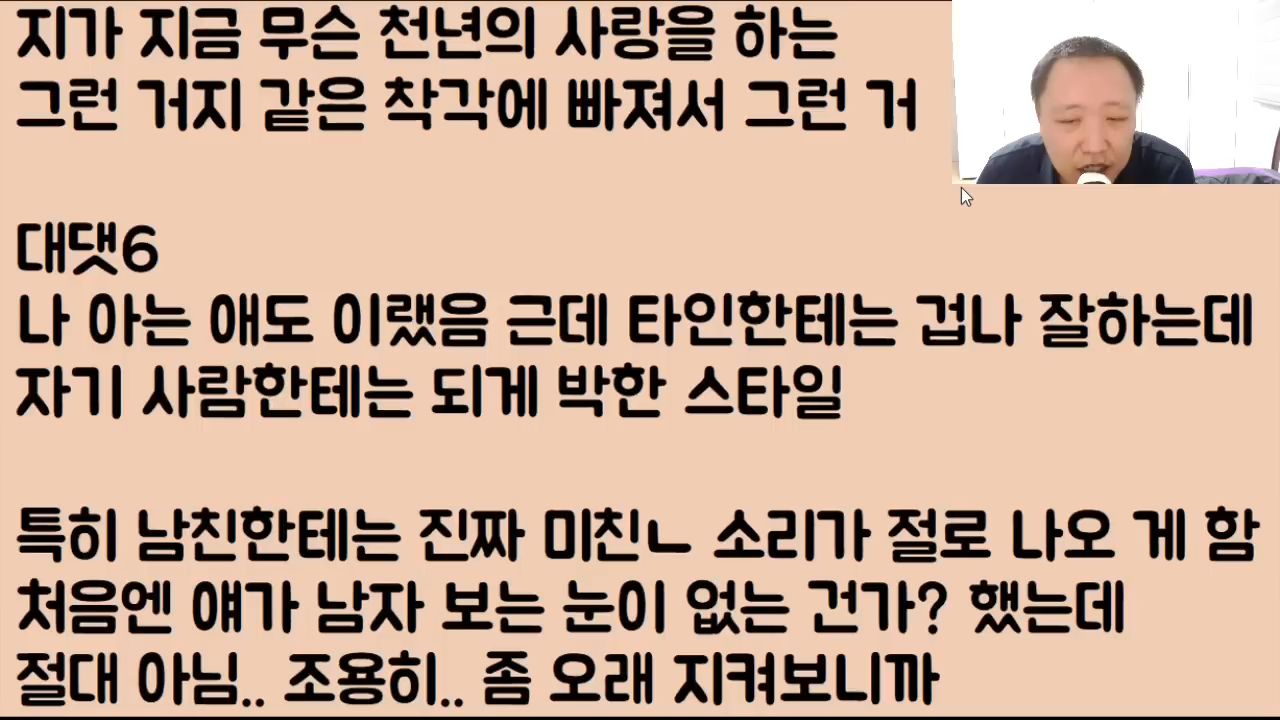 지가 지금 무슨 천년의 사랑을 하는
그런 거지 같은 착각에 빠져서 그런 거
대댓6
나 아는 애도 이랬음 근데 타인한테는 겁나 잘하는데
자기 사람한테는 되게 박한 스타일
특히 남친한테는 진짜 미친ㄴ 소리가 절로 나오 게 함
처음엔 얘가 남자 보는 눈이 없는 건가? 했는데
절대 아님.. 조용히.. 좀 오래 지켜보니까